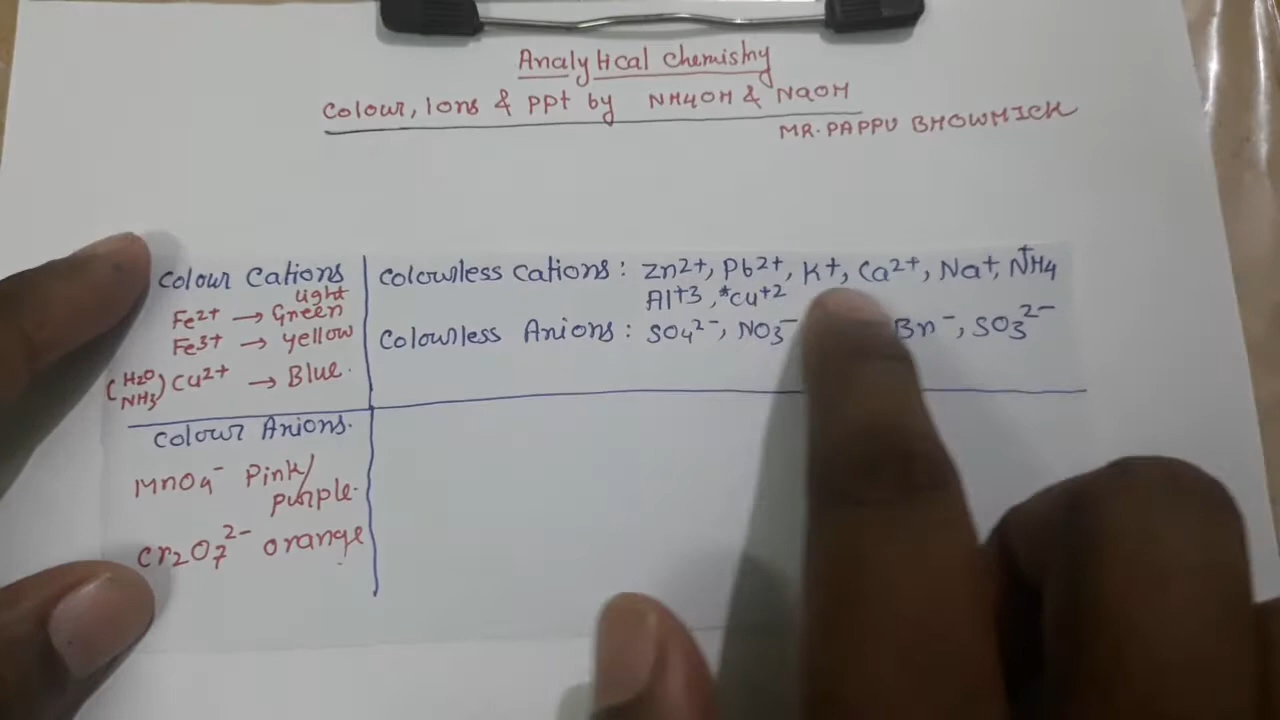 Analytical chemistry
colour, Ions & ppt by NH4OH & NaOH
MR. PAPPU BHOWMICK
colour cations
Fe2+ → light Green
Fe3+ → yellow
(H2O NH3) Cu2+ → Blue.
colourless cations : Zn2+, Pb2+, K+, Ca2+, Na+, NH4+
Al+3, *Cu+2
colourless Anions : SO4 2-, NO3-
Br-, SO3 2-
colour Anions.
MnO4- Pink/
purple.
Cr2O7 2- orange